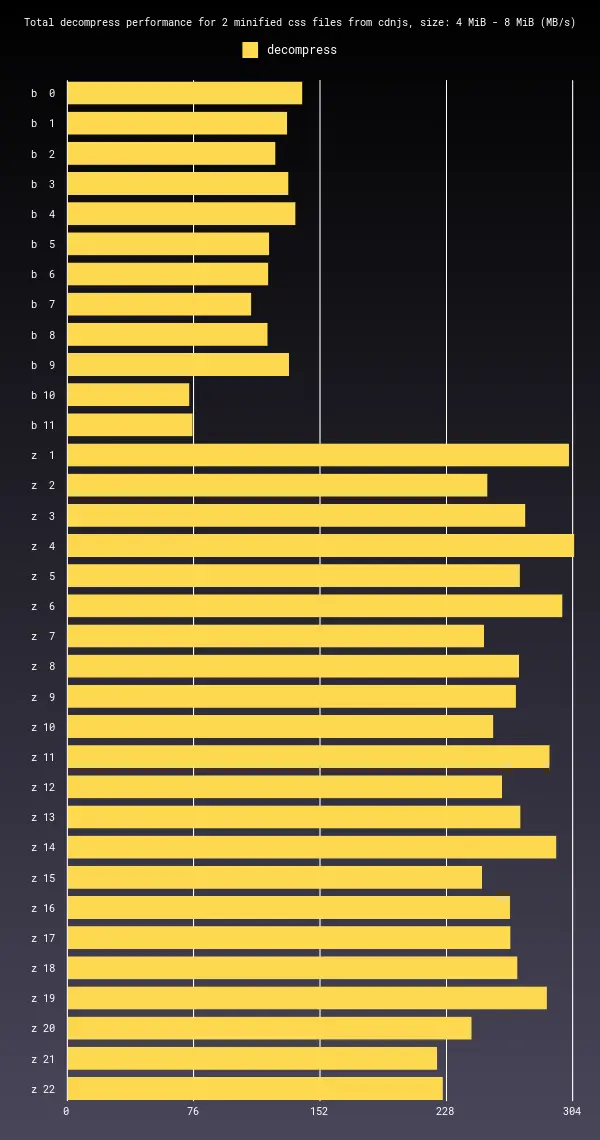 Total decompress performance for 2 minified css files from cdnjs, size: 4 MiB - 8 MiB (MB/s)
decompress
b 0
b 1
b 2
b 3
b 4
b 5
b 6
b 7
b 8
b 9
b 10
b 11
z 1
z 2
z 3
z 4
z 5
z 6
z 7
z 8
z 9
z 10
z 11
z 12
z 13
z 14
z 15
z 16
z 17
z 18
z 19
z 20
z 21
z 22
0 76 152 228 304